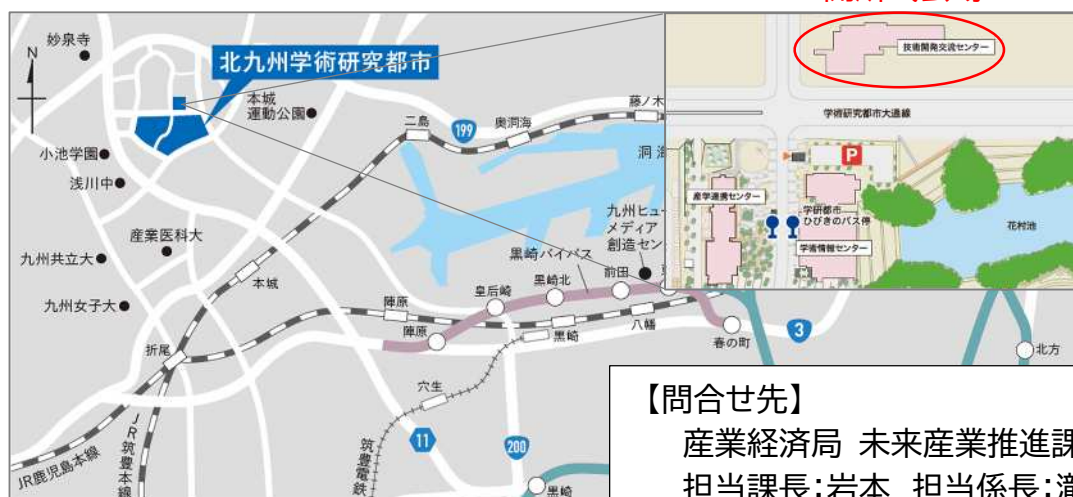 妙泉寺
N
北九州学術研究都市
本城
運動公園
小池学園
浅川中
産業医科大
九州共立大
九州女子大
本城
折尾
二島
199
奥洞海
藤ノ木
洞海
九州ヒュー
メディア
創造セン
黒崎バイパス
皇后崎
黒崎北
前田
陣原
陣原
黒崎
八幡
春の町
3
北方
穴生
11
200
筑豊電鉄
黒崎
JR筑豊本線
JR鹿児島本線
技術開発交流センター
学術研究都市大通線
P
産学連携センター
学研都市
ひびきのバス停
学術情報センター
花村池
【問合せ先】
産業経済局 未来産業推進課
担当課長:岩本 担当係長: